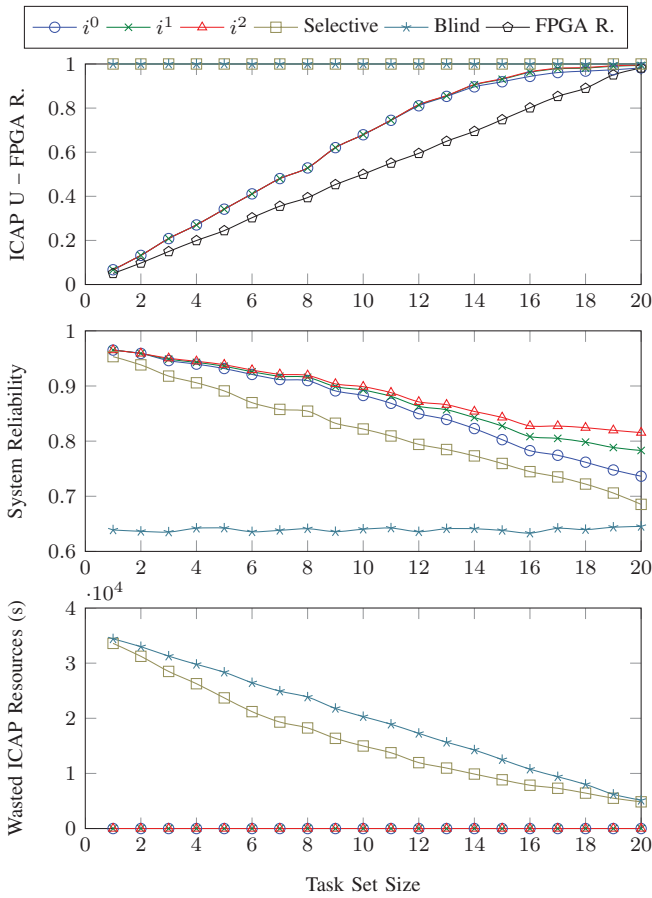 i⁰ i¹ i² Selective Blind FPGA R.
ICAP U – FPGA R.
1
0.8
0.6
0.4
0.2
0
0 2 4 6 8 10 12 14 16 18 20
System Reliability
1
0.9
0.8
0.7
0.6
0 2 4 6 8 10 12 14 16 18 20
Wasted ICAP Resources (s)
·10⁴
4
3
2
1
0
0 2 4 6 8 10 12 14 16 18 20
Task Set Size